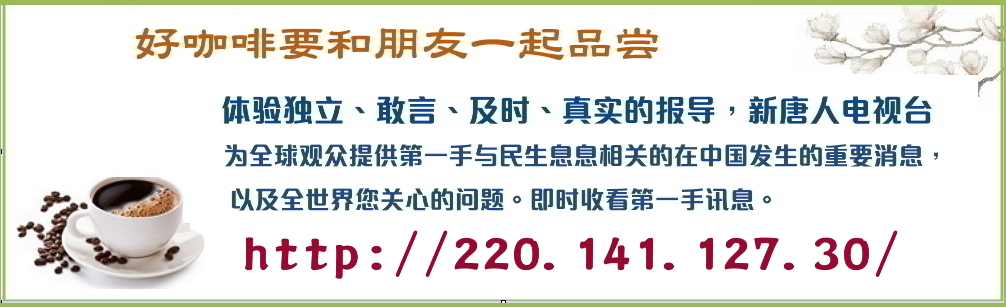 好咖啡要和朋友一起品尝
体验独立、敢言、及时、真实的报导，新唐人电视台
为全球观众提供第一手与民生息息相关的在中国发生的重要消息，
以及全世界您关心的问题。即时收看第一手讯息。
http://220.141.127.30/